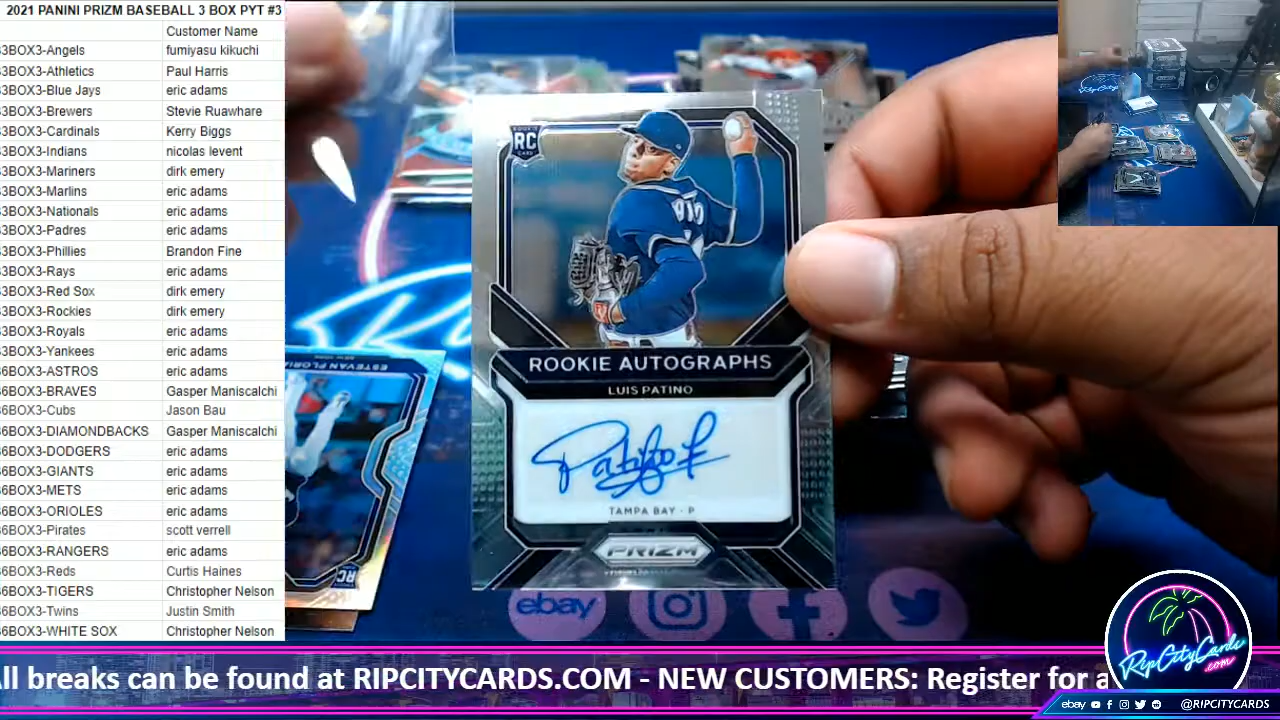 2021 PANINI PRIZM BASEBALL 3 BOX PYT #3
Customer Name
3BOX3-Angels fumiyasu kikuchi
3BOX3-Athletics Paul Harris
3BOX3-Blue Jays eric adams
3BOX3-Brewers Stevie Ruawhare
3BOX3-Cardinals Kerry Biggs
3BOX3-Indians nicolas levent
3BOX3-Mariners dirk emery
3BOX3-Marlins eric adams
3BOX3-Nationals eric adams
3BOX3-Padres eric adams
3BOX3-Phillies Brandon Fine
3BOX3-Rays eric adams
3BOX3-Red Sox dirk emery
3BOX3-Rockies dirk emery
3BOX3-Royals eric adams
3BOX3-Yankees eric adams
6BOX3-ASTROS eric adams
6BOX3-BRAVES Gasper Maniscalchi
6BOX3-Cubs Jason Bau
6BOX3-DIAMONDBACKS Gasper Maniscalchi
6BOX3-DODGERS eric adams
6BOX3-GIANTS eric adams
6BOX3-METS eric adams
6BOX3-ORIOLES eric adams
6BOX3-Pirates scott verrell
6BOX3-RANGERS eric adams
6BOX3-Reds Curtis Haines
6BOX3-TIGERS Christopher Nelson
6BOX3-Twins Justin Smith
6BOX3-WHITE SOX Christopher Nelson
RC
ROOKIE AUTOGRAPHS
LUIS PATINO
TAMPA BAY - P
PRIZM
ESTEVAN FLORIA
NEW YORK
RC
ebay
RipCityCards
.com
All breaks can be found at RIPCITYCARDS.COM - NEW CUSTOMERS: Register for a
ebay @RIPCITYCARDS